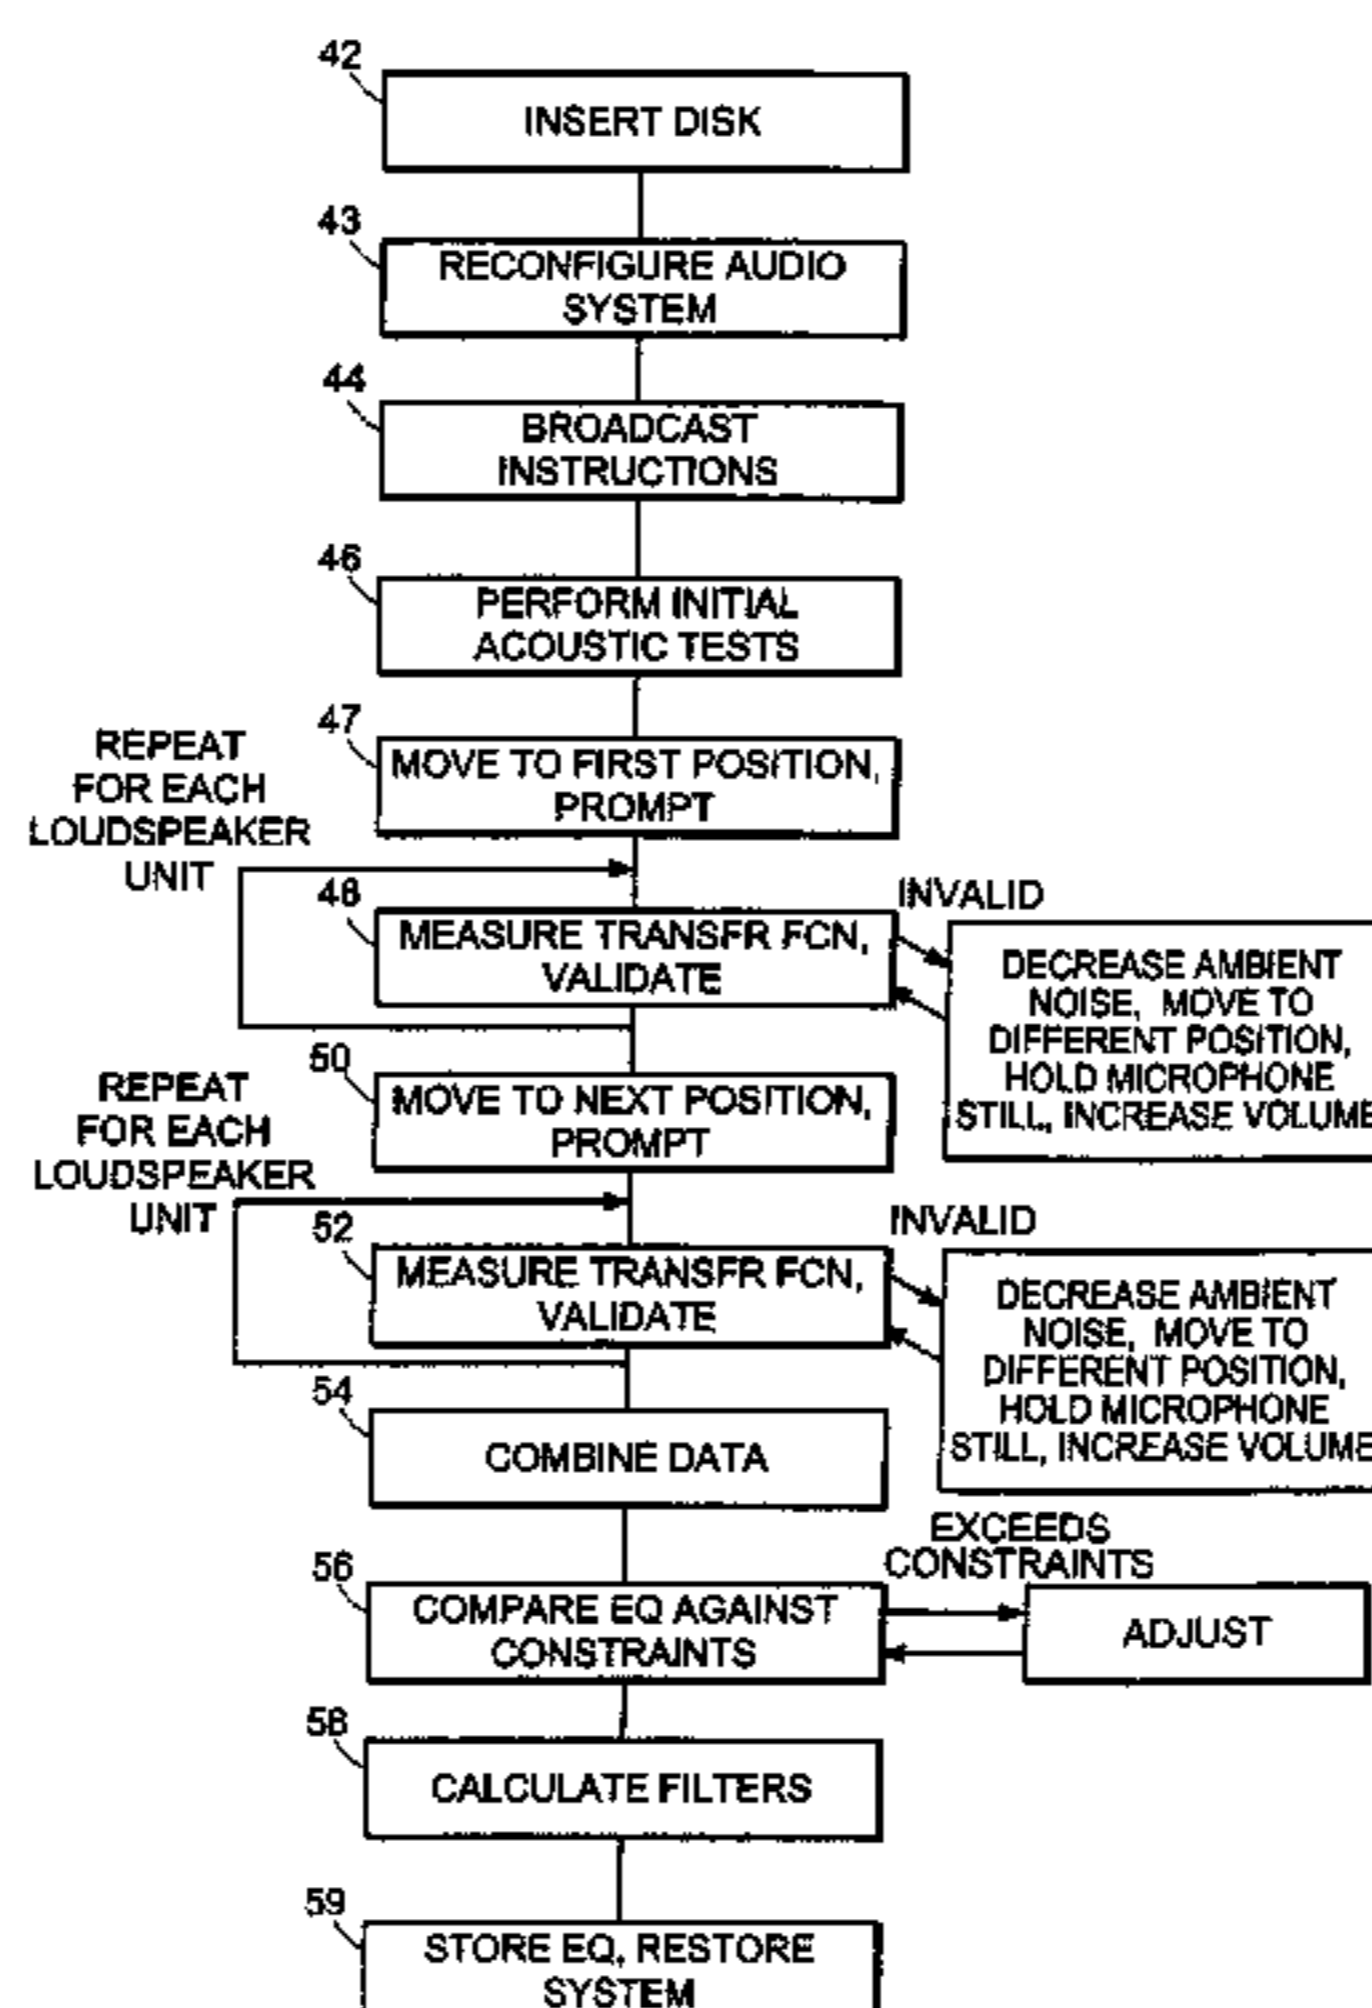 42
INSERT DISK
43
RECONFIGURE AUDIO
SYSTEM
44
BROADCAST
INSTRUCTIONS
46
PERFORM INITIAL
ACOUSTIC TESTS
47
MOVE TO FIRST POSITION,
PROMPT
REPEAT
FOR EACH
LOUDSPEAKER
UNIT
48
MEASURE TRANSFR FCN,
VALIDATE
INVALID
DECREASE AMBIENT
NOISE, MOVE TO
DIFFERENT POSITION,
HOLD MICROPHONE
STILL, INCREASE VOLUME
50
MOVE TO NEXT POSITION,
PROMPT
REPEAT
FOR EACH
LOUDSPEAKER
UNIT
52
MEASURE TRANSFR FCN,
VALIDATE
INVALID
DECREASE AMBIENT
NOISE, MOVE TO
DIFFERENT POSITION,
HOLD MICROPHONE
STILL, INCREASE VOLUME
54
COMBINE DATA
56
COMPARE EQ AGAINST
CONSTRAINTS
EXCEEDS
CONSTRAINTS
ADJUST
58
CALCULATE FILTERS
59
STORE EQ, RESTORE
SYSTEM